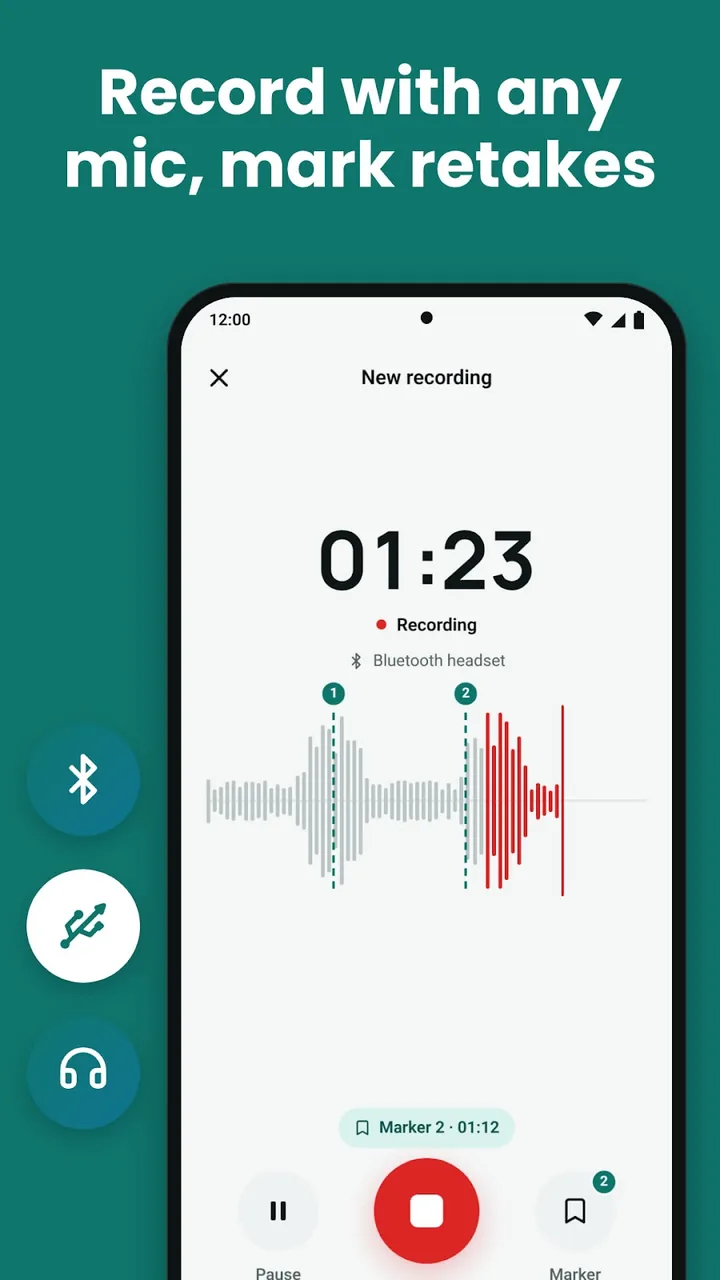 Record with any
mic, mark retakes
12:00
New recording
01:23
Recording
Bluetooth headset
1
2
Marker 2 · 01:12
2
Pause
Marker